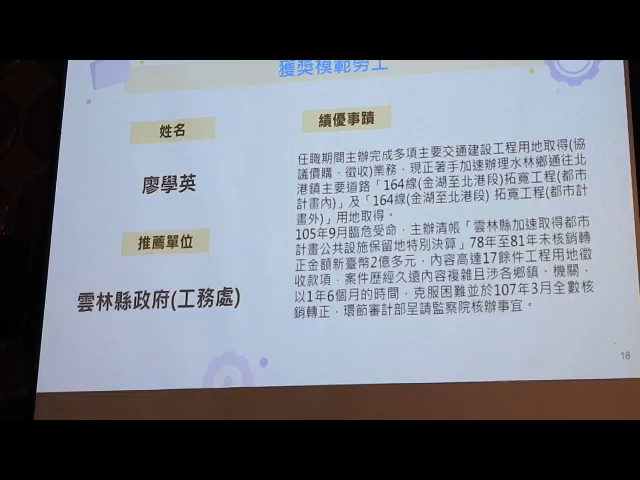 獲獎模範勞工
姓名
廖學英
推薦單位
雲林縣政府(工務處)
績優事蹟
任職期間主辦完成多項主要交通建設工程用地取得(協
議價購、徵收)業務，現正著手加速辦理水林鄉通往北
港鎮主要道路「164線(金湖至北港段)拓寬工程(都市
計畫內)」及「164線(金湖至北港段) 拓寬工程(都市計
畫外)」用地取得。
105年9月臨危受命，主辦清帳「雲林縣加速取得都市
計畫公共設施保留地特別決算」78年至81年未核銷轉
正金額新臺幣2億多元，內容高達17餘件工程用地徵
收款項，案件歷經久遠內容複雜且涉各鄉鎮、機關，
以1年6個月的時間，克服困難並於107年3月全數核
銷轉正，環節審計部呈請監察院核辦事宜。
18